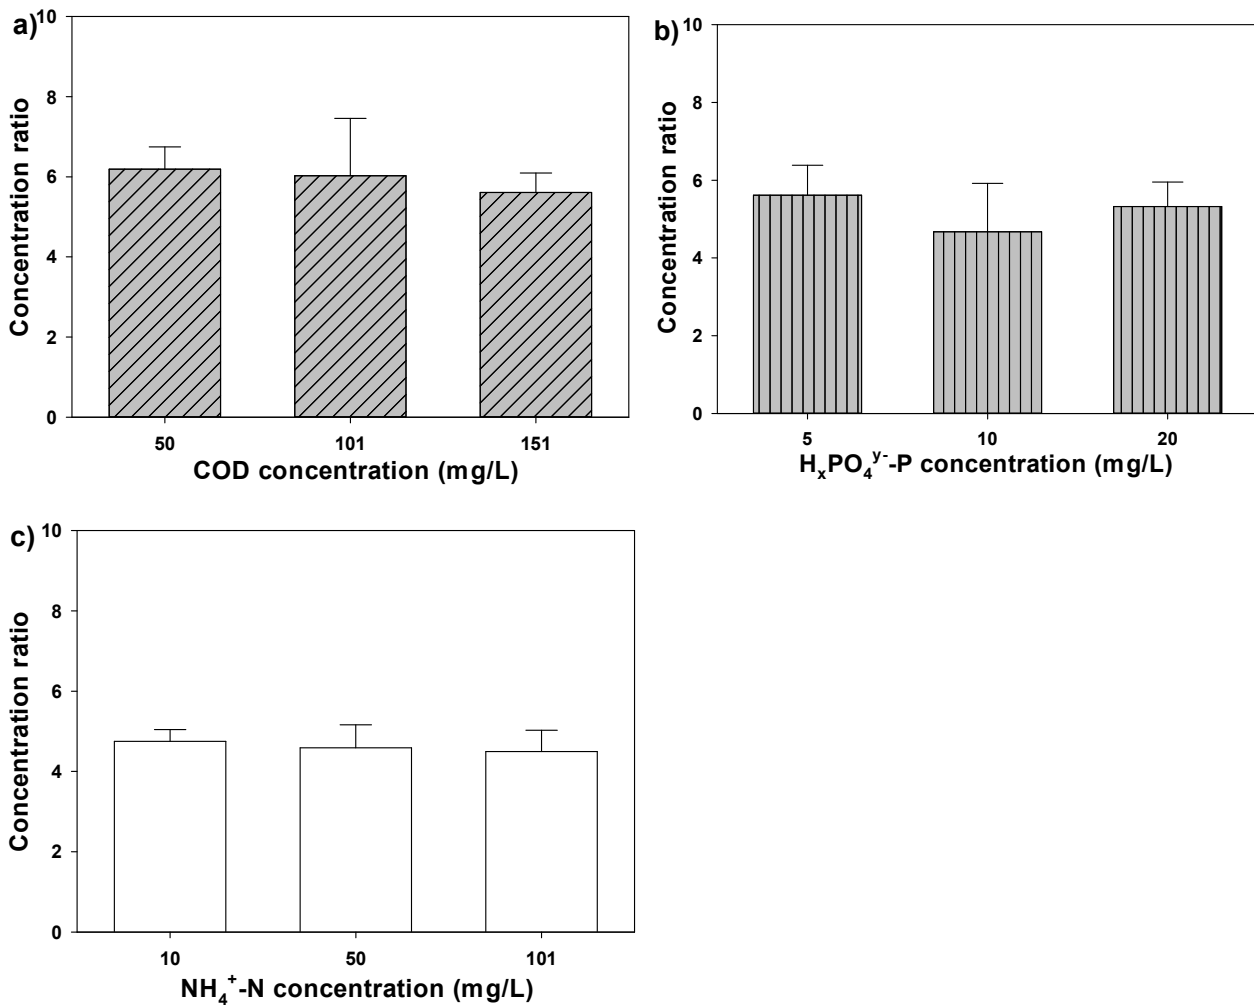 a)
10
8
6
4
2
0
Concentration ratio
50 101 151
COD concentration (mg/L)
b)
10
8
6
4
2
0
Concentration ratio
5 10 20
HₓPO₄ʸ⁻-P concentration (mg/L)
c)
10
8
6
4
2
0
Concentration ratio
10 50 101
NH₄⁺-N concentration (mg/L)